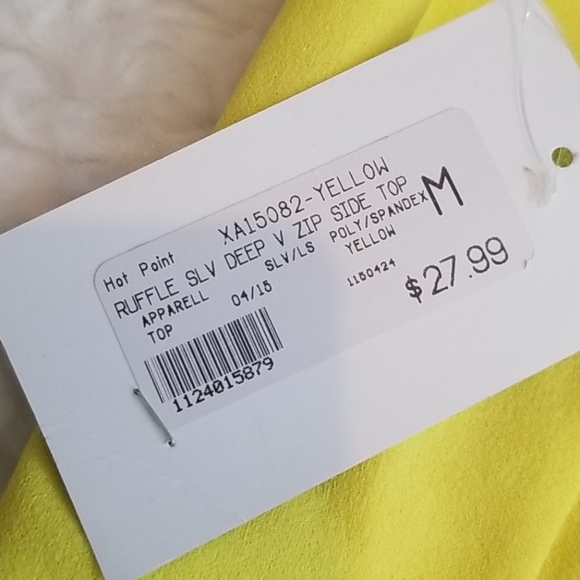 Hot Point XA15082-YELLOW
RUFFLE SLV DEEP V ZIP SIDE TOP
APPARELL SLV/LS POLY/SPANDEX M
TOP 04/15 YELLOW
1150424 $27.99
1124015879